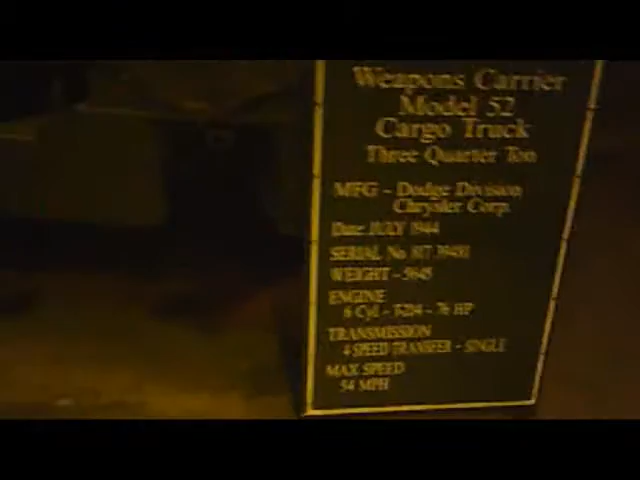 Weapons Carrier
Model 52
Cargo Truck
Three Quarter Ton
MFG - Dodge Division
Chrysler Corp.
Date JULY 1944
SERIAL No.
WEIGHT - 5645
ENGINE
6 Cyl. - - 76 HP
TRANSMISSION
4 SPEED TRANSFER - SINGLE
MAX SPEED
54 MPH